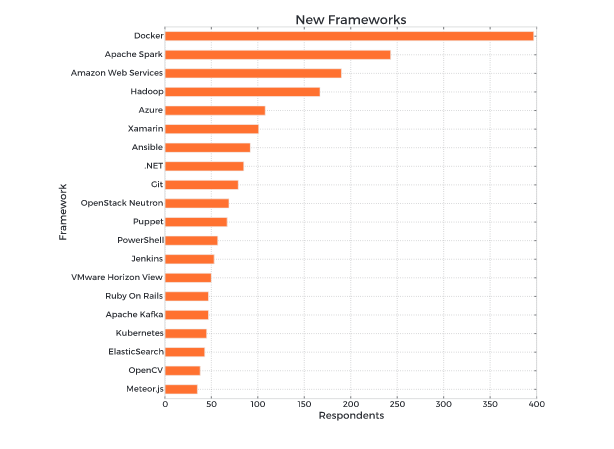 New Frameworks
Docker
Apache Spark
Amazon Web Services
Hadoop
Azure
Xamarin
Ansible
.NET
Git
OpenStack Neutron
Puppet
PowerShell
Jenkins
VMware Horizon View
Ruby On Rails
Apache Kafka
Kubernetes
ElasticSearch
OpenCV
Meteor.js
Framework
0 50 100 150 200 250 300 350 400
Respondents